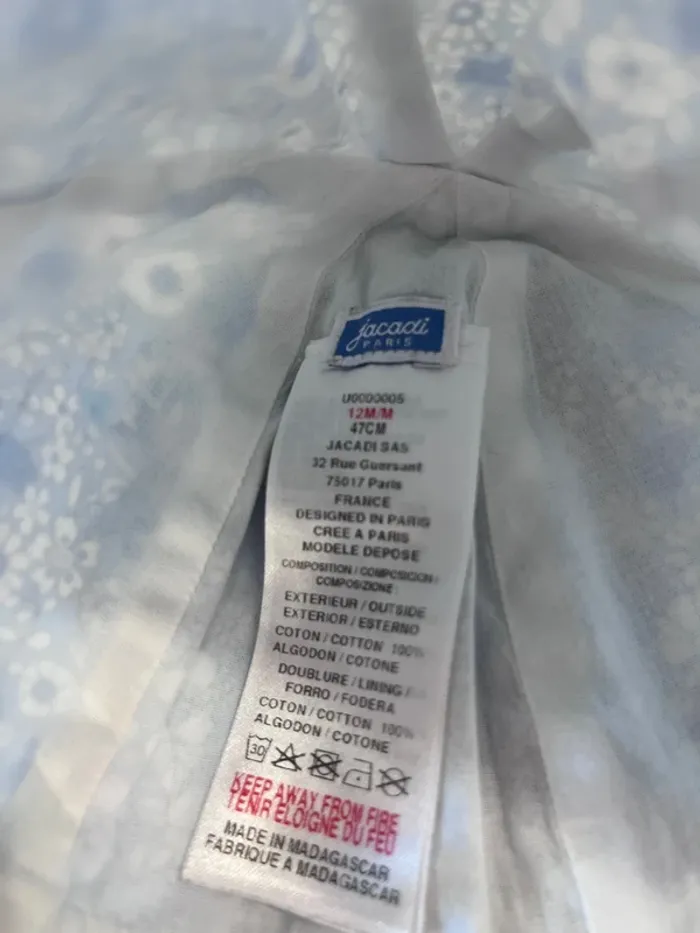 jacadi
PARIS
U0000005
12M/M
47CM
JACADI SAS
32 Rue Guersant
75017 Paris
FRANCE
DESIGNED IN PARIS
CREE A PARIS
MODELE DEPOSE
COMPOSITION / COMPOSICION /
COMPOSIZIONE :
EXTERIEUR / OUTSIDE
EXTERIOR / ESTERNO
COTON / COTTON 100%
ALGODON / COTONE
DOUBLURE / LINING /
FORRO / FODERA
COTON / COTTON 100%
ALGODON / COTONE
30
KEEP AWAY FROM FIRE
TENIR ELOIGNE DU FEU
MADE IN MADAGASCAR
FABRIQUE A MADAGASCAR